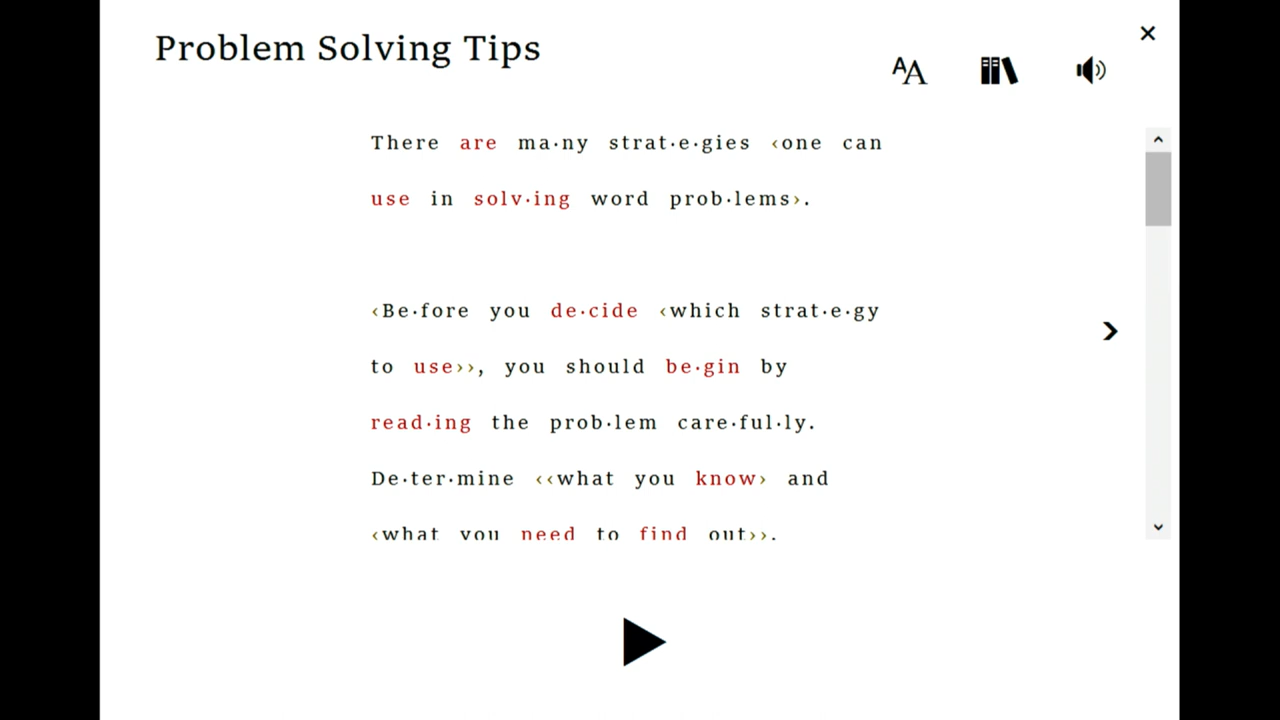 Problem Solving Tips
AA
There are ma·ny strat·e·gies ‹one can
use in solv·ing word prob·lems›.
‹Be·fore you de·cide ‹which strat·e·gy
to use››, you should be·gin by
read·ing the prob·lem care·ful·ly.
De·ter·mine ‹‹what you know› and
‹what you need to find out››.